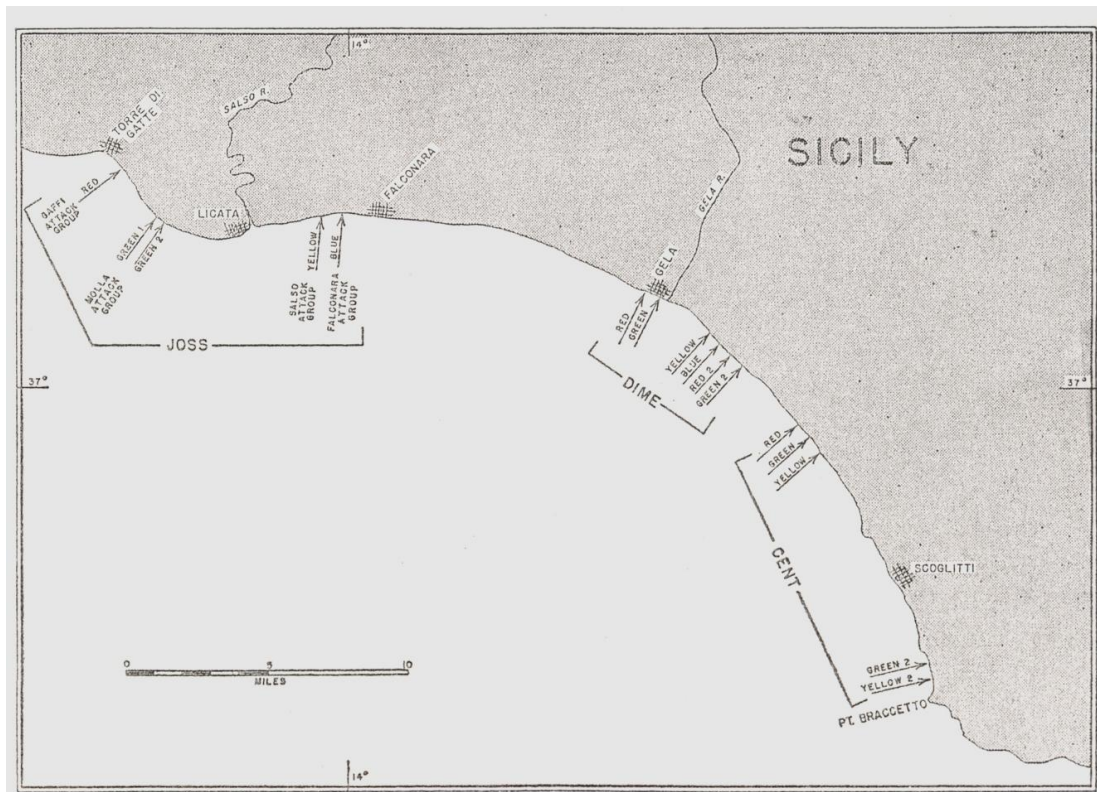 14°
SICILY
TORRE DI
GATTE
SALSO R.
FALCONARA
LICATA
GELA R.
GELA
GAFFI RED
ATTACK
GROUP
GREEN 1
GREEN 2
MOLLA
ATTACK
GROUP
YELLOW
SALSO
ATTACK
GROUP
BLUE
FALCONARA
ATTACK
GROUP
JOSS
RED
GREEN
YELLOW
BLUE
RED 2
GREEN 2
DIME
37°
37°
RED
GREEN
YELLOW
CENT
SCOGLITTI
GREEN 2
YELLOW 2
PT. BRACCETTO
0 5 10
MILES
14°